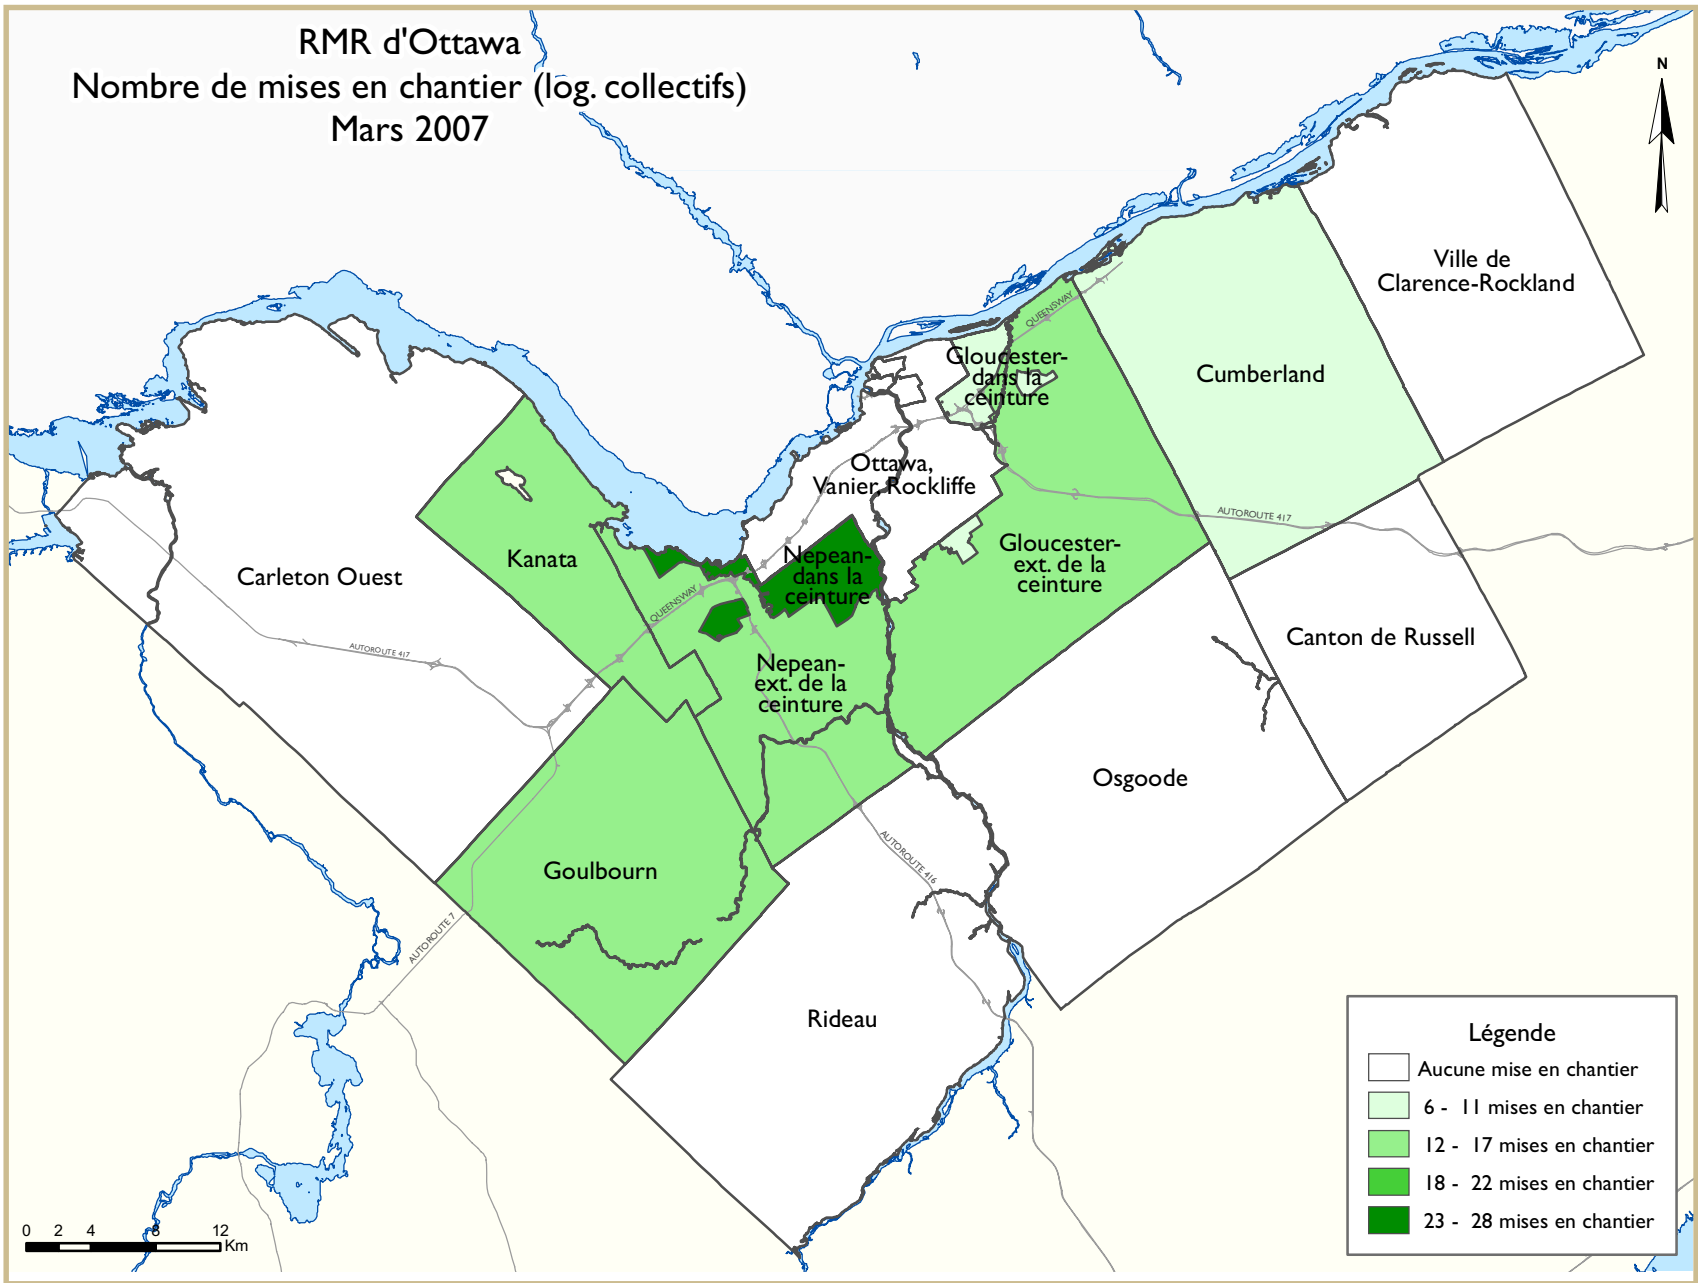 RMR d'Ottawa
Nombre de mises en chantier (log. collectifs)
Mars 2007
N
Ville de
Clarence-Rockland
QUEENSWAY
Gloucester-
dans la
ceinture
Cumberland
Ottawa,
Vanier, Rockliffe
AUTOROUTE 417
Kanata
Nepean-
dans la
ceinture
Gloucester-
ext. de la
ceinture
Carleton Ouest
QUEENSWAY
Canton de Russell
AUTOROUTE 417
Nepean-
ext. de la
ceinture
Osgoode
Goulbourn
AUTOROUTE 416
AUTOROUTE 7
Rideau
Légende
Aucune mise en chantier
6 - 11 mises en chantier
12 - 17 mises en chantier
18 - 22 mises en chantier
23 - 28 mises en chantier
0 2 4 8 12
Km